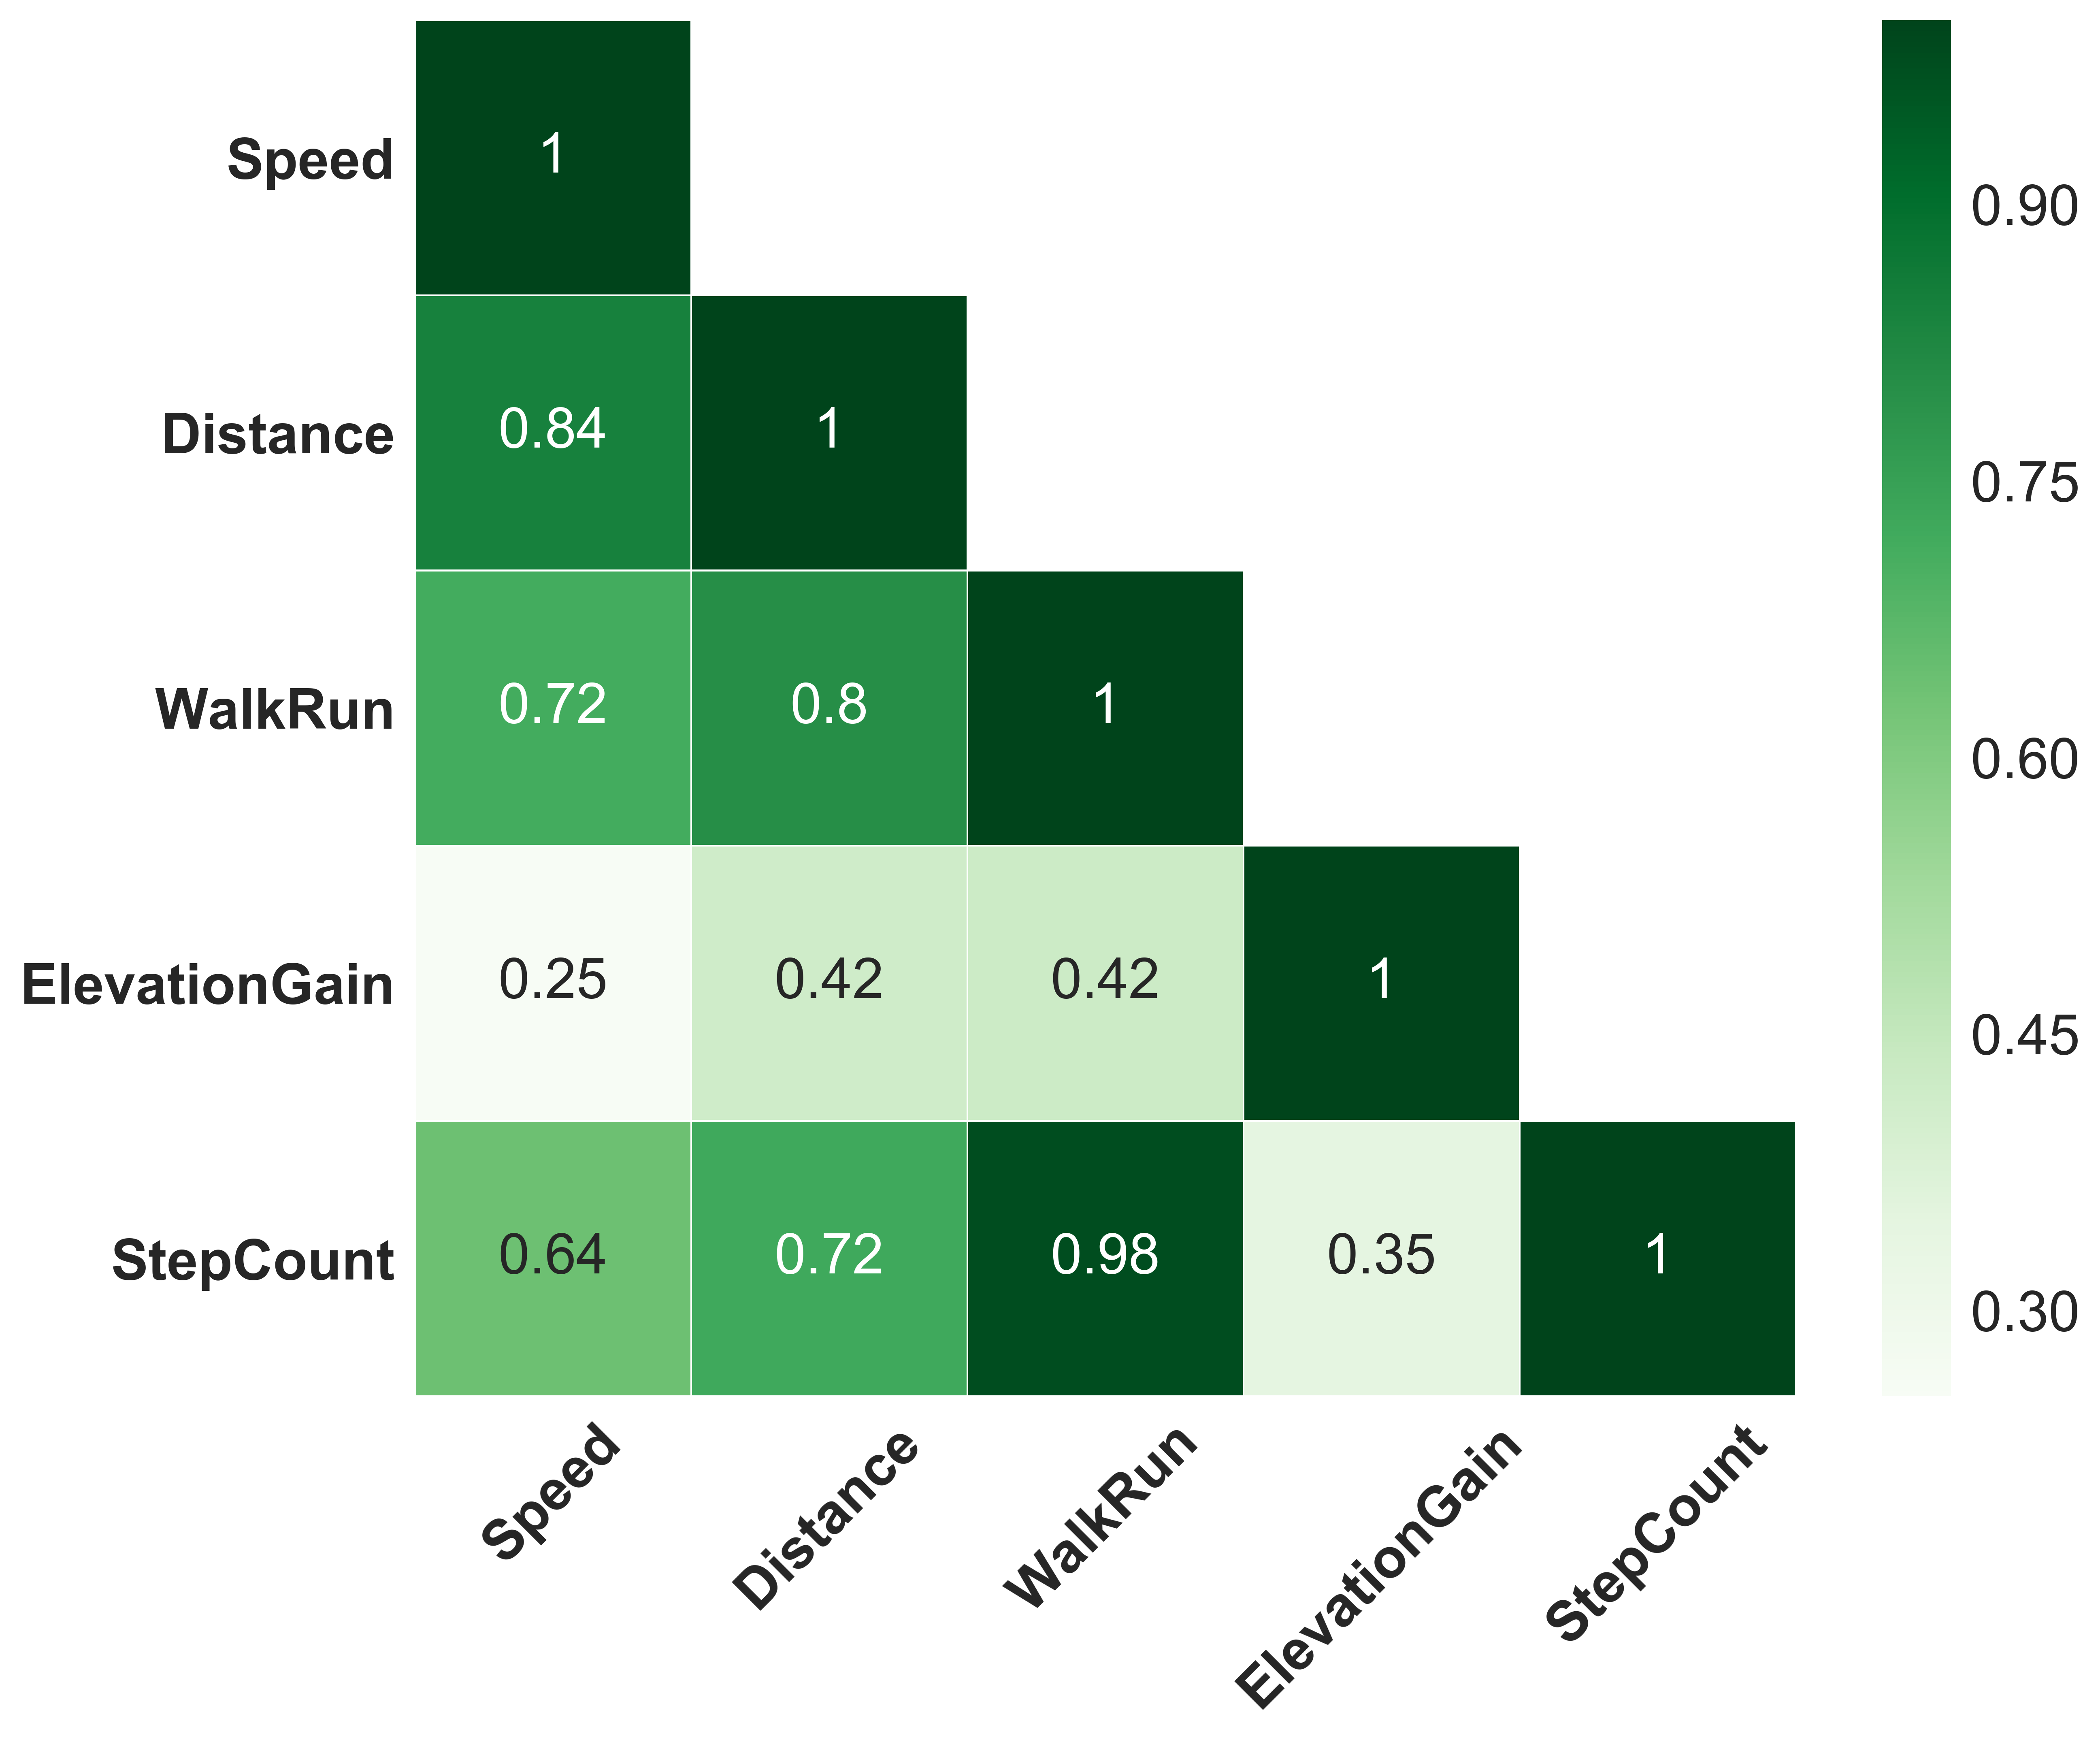 Speed 1
0.90
Distance 0.84 1
0.75
WalkRun 0.72 0.8 1
0.60
ElevationGain 0.25 0.42 0.42 1
0.45
StepCount 0.64 0.72 0.98 0.35 1
0.30
Speed Distance WalkRun ElevationGain StepCount